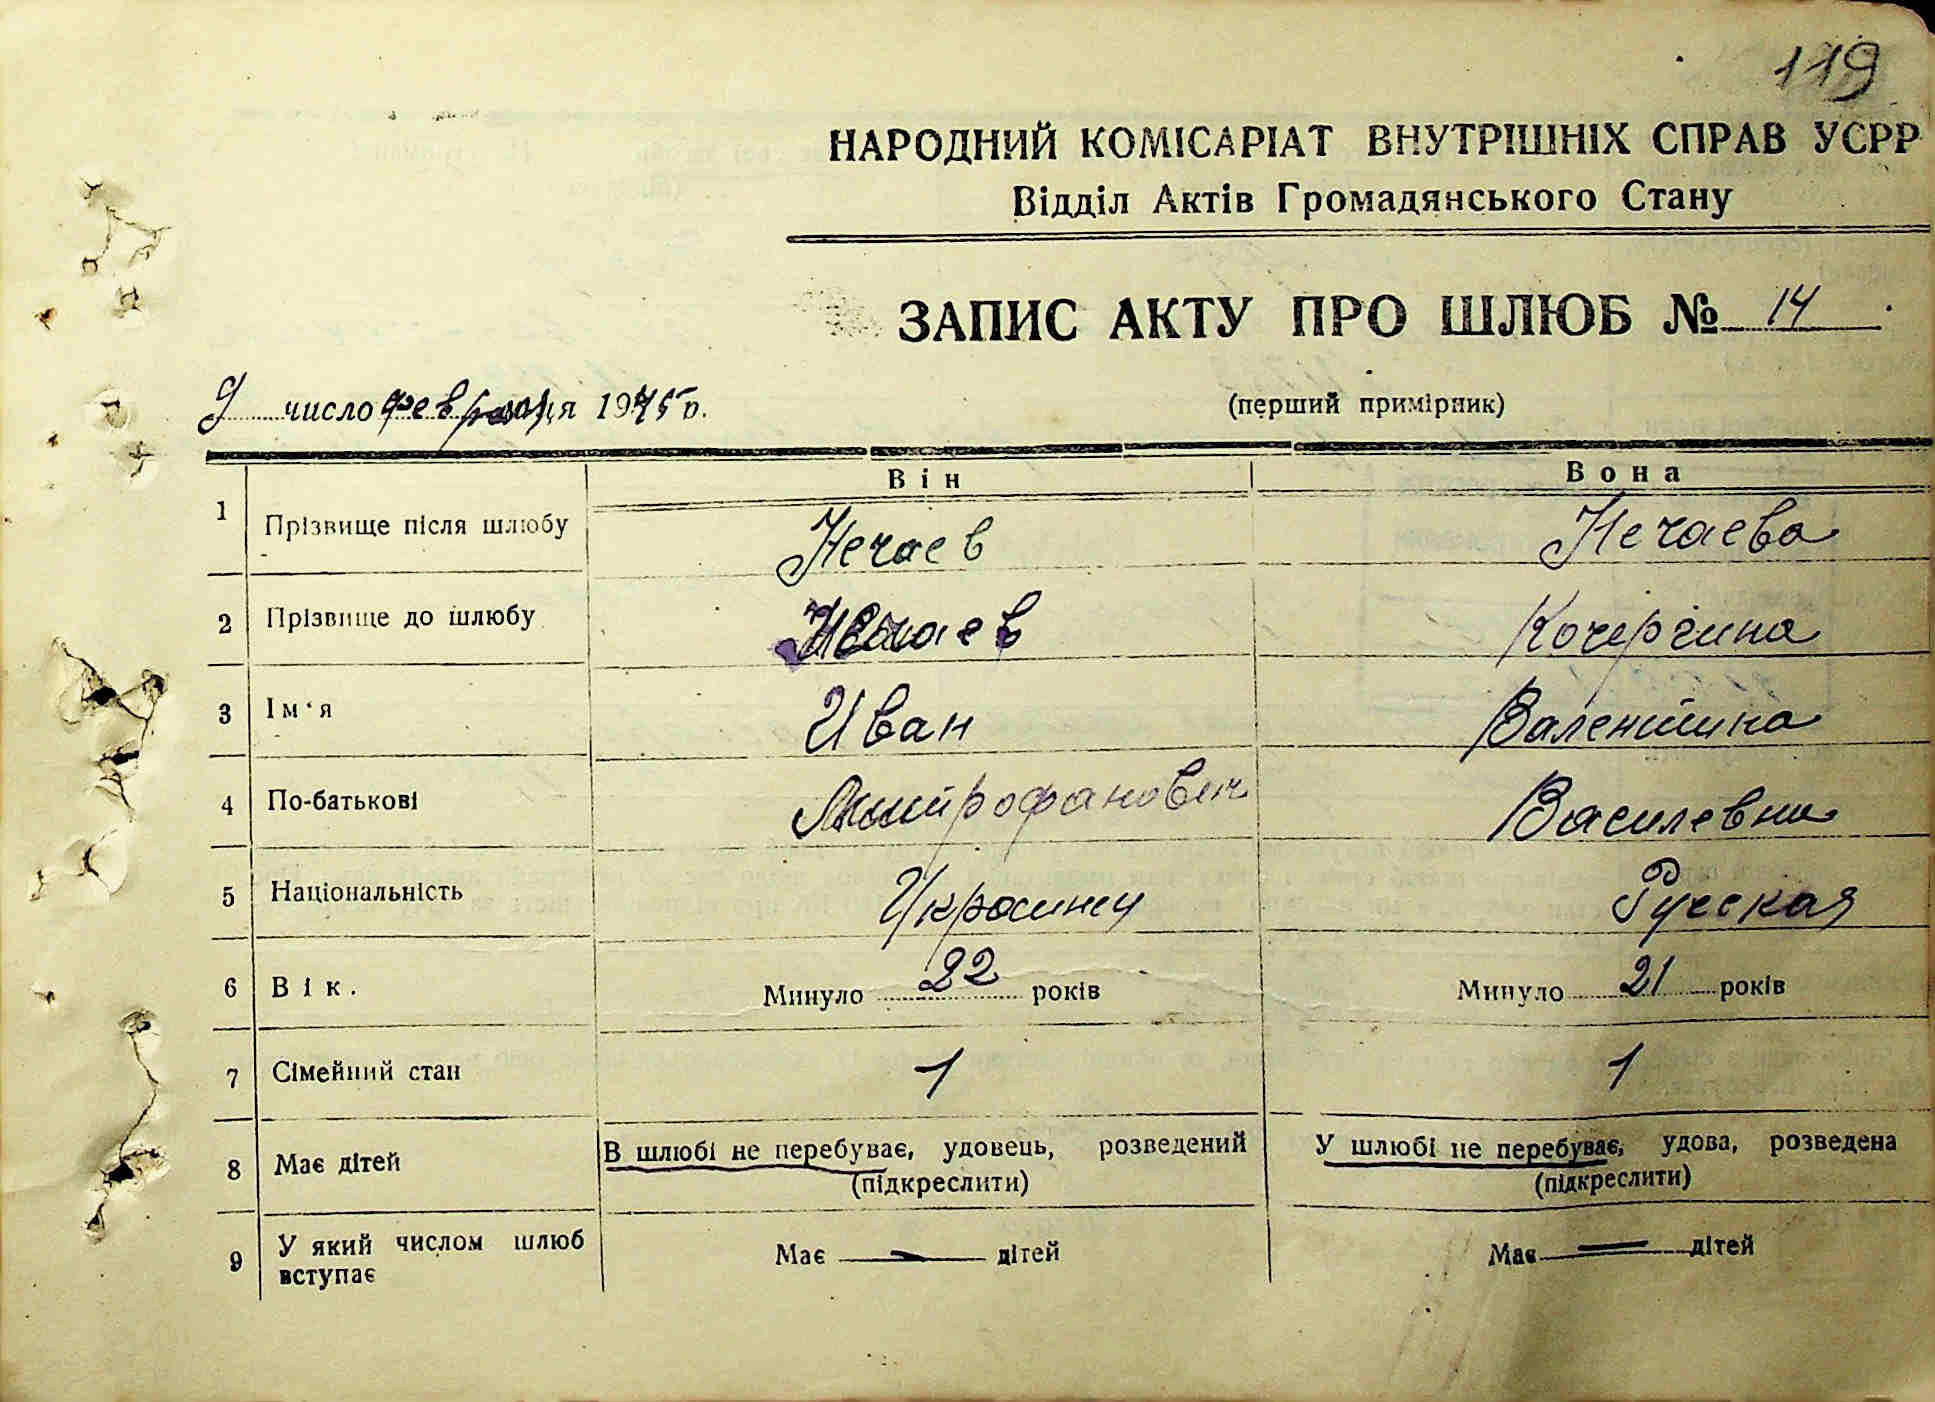 119
НАРОДНИЙ КОМІСАРІАТ ВНУТРІШНІХ СПРАВ УСРР
Відділ Актів Громадянського Стану
ЗАПИС АКТУ ПРО ШЛЮБ № 14
9 число февраля 1945 р.
(перший примірник)
Він Вона
1 Прізвище після шлюбу Нечаев Нечаева
2 Прізвище до шлюбу Нечаев Кочергина
3 Ім‘я Иван Валентина
4 По-батькові Митрофанович Василевна
5 Національність Украинец Русская
6 Вік. Минуло 22 років Минуло 21 років
7 Сімейний стан 1 1
8 Має дітей В шлюбі не перебуває, удовець, розведений У шлюбі не перебуває, удова, розведена
(підкреслити) (підкреслити)
9 У який числом шлюб вступає Має — дітей Має — дітей